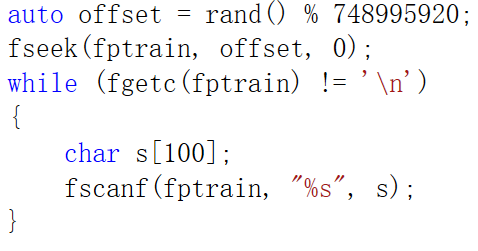 auto offset = rand() % 748995920;
fseek(fptrain, offset, 0);
while (fgetc(fptrain) != '\n')
{
    char s[100];
    fscanf(fptrain, "%s", s);
}